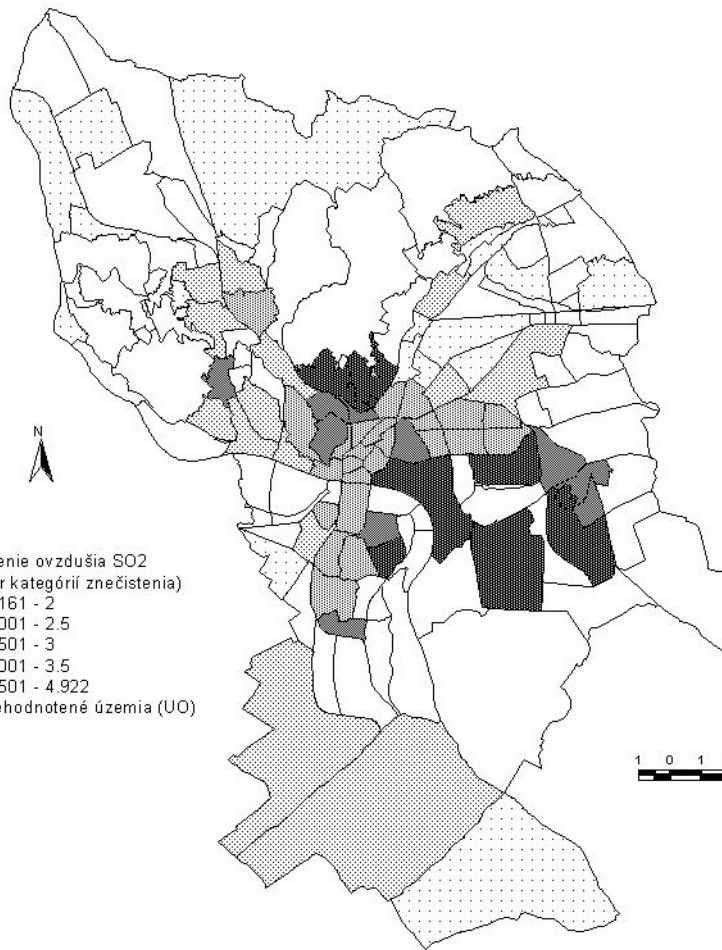 N
enie ovzdušia SO2
r kategórií znečistenia)
161 - 2
001 - 2.5
501 - 3
001 - 3.5
501 - 4.922
ehodnotené územia (UO)
1 0 1